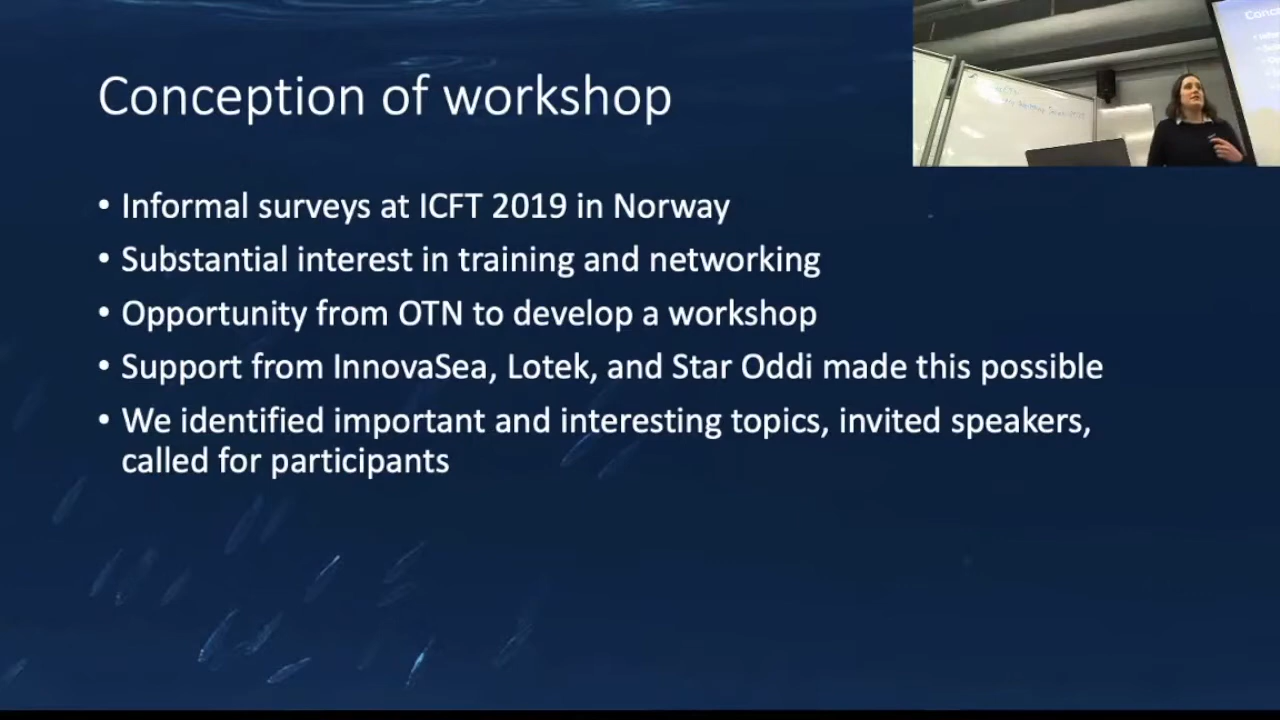 Conception of workshop
• Informal surveys at ICFT 2019 in Norway
• Substantial interest in training and networking
• Opportunity from OTN to develop a workshop
• Support from InnovaSea, Lotek, and Star Oddi made this possible
• We identified important and interesting topics, invited speakers,
called for participants